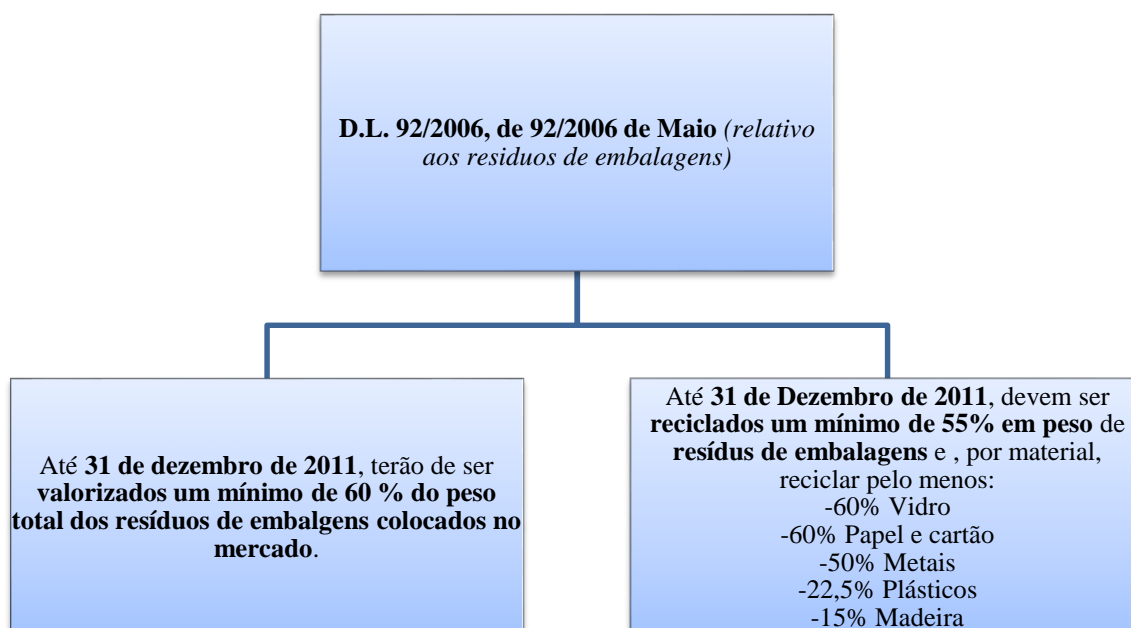 D.L. 92/2006, de 92/2006 de Maio (relativo
aos residuos de embalagens)
Até 31 de dezembro de 2011, terão de ser
valorizados um mínimo de 60 % do peso
total dos resíduos de embalgens colocados no
mercado.
Até 31 de Dezembro de 2011, devem ser
reciclados um mínimo de 55% em peso de
resídus de embalagens e , por material,
reciclar pelo menos:
-60% Vidro
-60% Papel e cartão
-50% Metais
-22,5% Plásticos
-15% Madeira